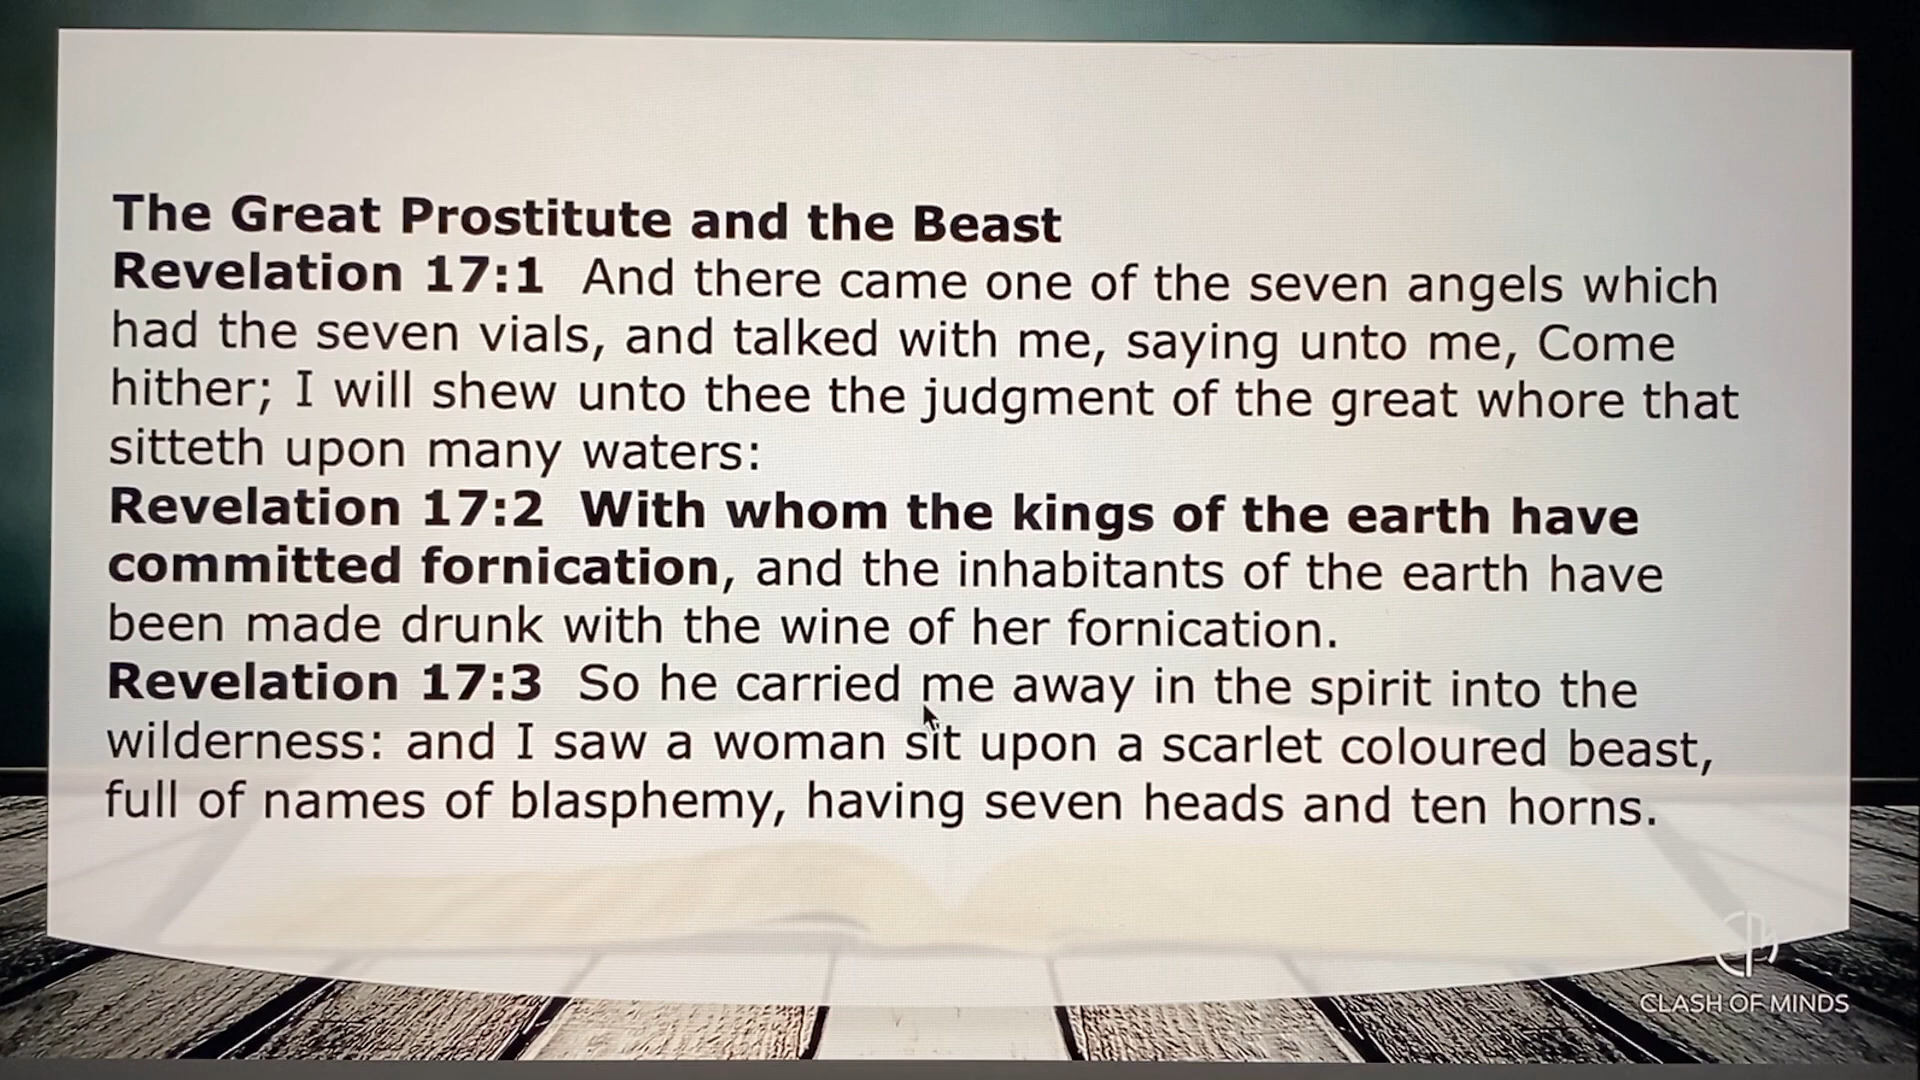 The Great Prostitute and the Beast
Revelation 17:1 And there came one of the seven angels which
had the seven vials, and talked with me, saying unto me, Come
hither; I will shew unto thee the judgment of the great whore that
sitteth upon many waters:
Revelation 17:2 With whom the kings of the earth have
committed fornication, and the inhabitants of the earth have
been made drunk with the wine of her fornication.
Revelation 17:3 So he carried me away in the spirit into the
wilderness: and I saw a woman sit upon a scarlet coloured beast,
full of names of blasphemy, having seven heads and ten horns.
CLASH OF MINDS